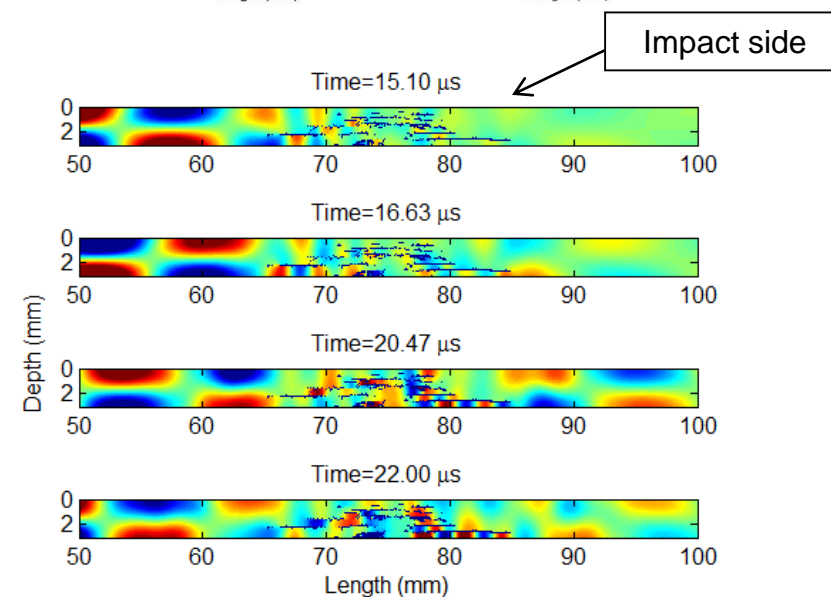 Impact side
Time=15.10 μs
0
2
50 60 70 80 90 100
Time=16.63 μs
0
2
50 60 70 80 90 100
Depth (mm)
Time=20.47 μs
0
2
50 60 70 80 90 100
Time=22.00 μs
0
2
50 60 70 80 90 100
Length (mm)